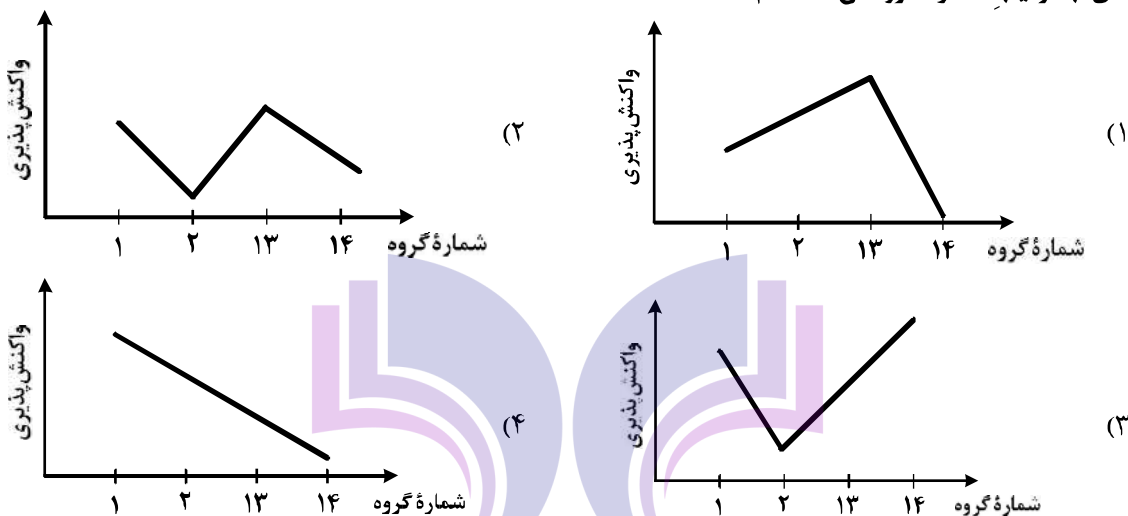 واکنش‌پذیری
۱ ۲ ۱۳ ۱۴ شمارهٔ گروه
(۱
واکنش‌پذیری
۱ ۲ ۱۳ ۱۴ شمارهٔ گروه
(۲
واکنش‌پذیری
۱ ۲ ۱۳ ۱۴ شمارهٔ گروه
(۳
واکنش‌پذیری
۱ ۲ ۱۳ ۱۴ شمارهٔ گروه
(۴